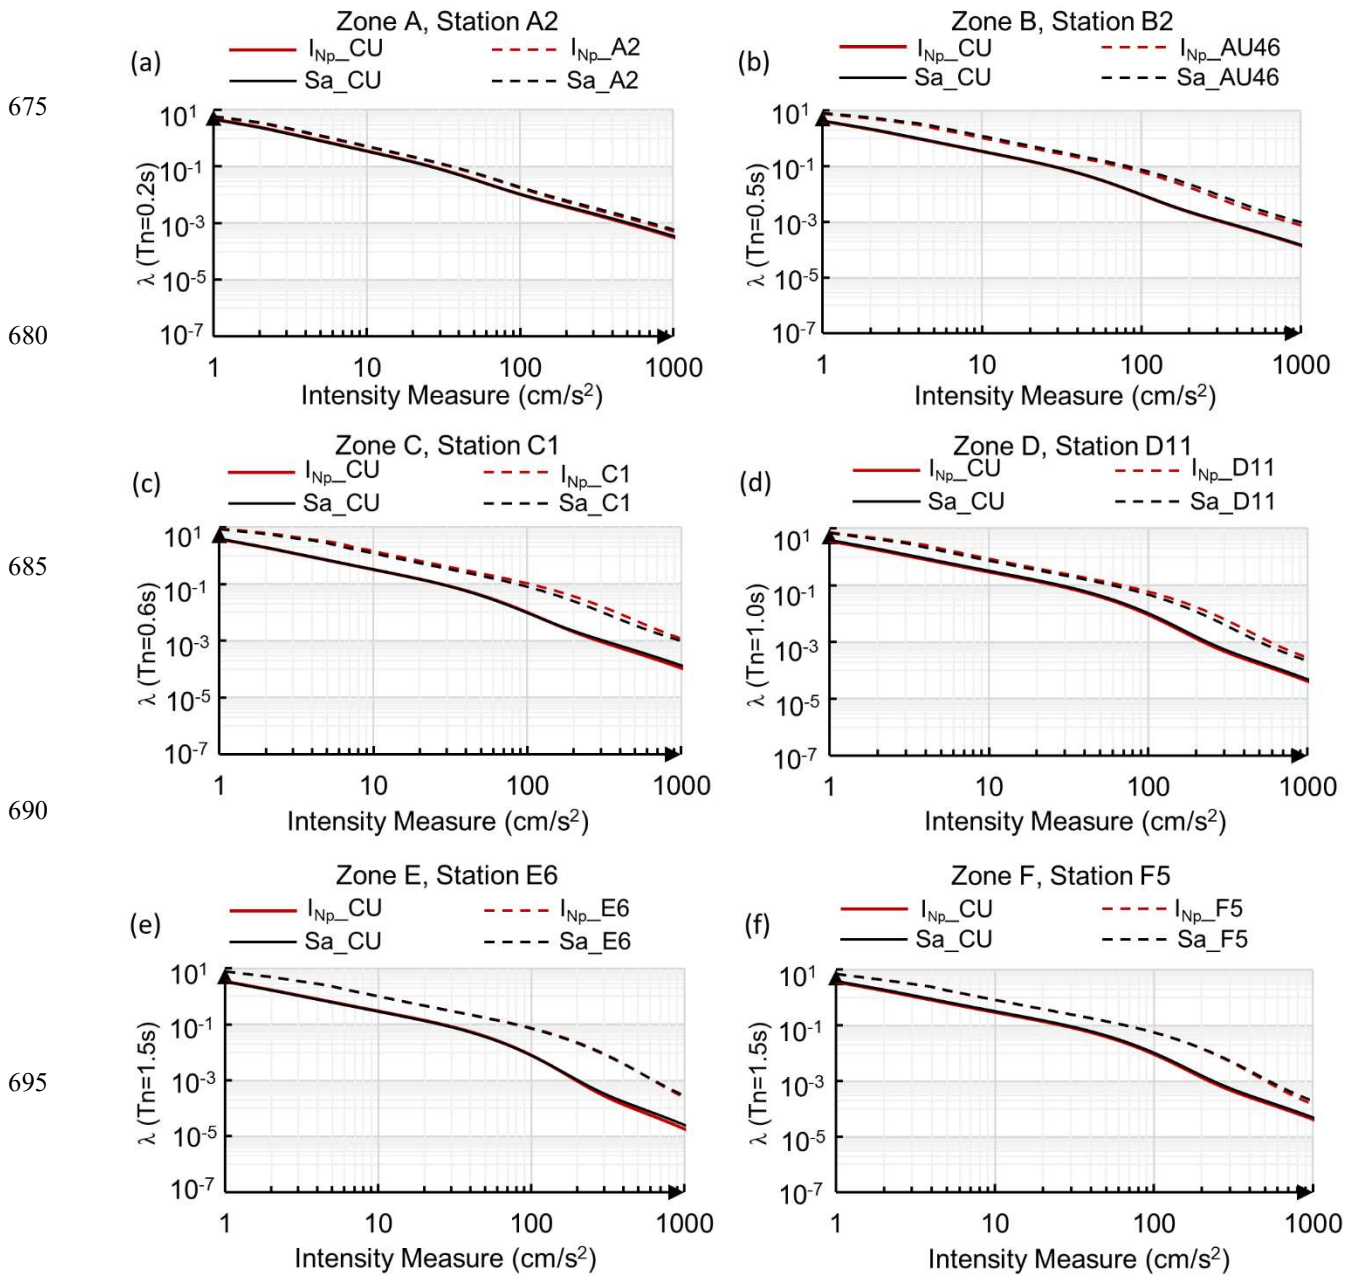 Zone A, Station A2
(a)
I_Np_CU
I_Np_A2
Sa_CU
Sa_A2
675
680
λ (Tn=0.2s)
10^1
10^-1
10^-3
10^-5
10^-7
1 10 100 1000
Intensity Measure (cm/s²)
Zone B, Station B2
(b)
I_Np_CU
I_Np_AU46
Sa_CU
Sa_AU46
λ (Tn=0.5s)
10^1
10^-1
10^-3
10^-5
10^-7
1 10 100 1000
Intensity Measure (cm/s²)
Zone C, Station C1
(c)
I_Np_CU
I_Np_C1
Sa_CU
Sa_C1
685
690
λ (Tn=0.6s)
10^1
10^-1
10^-3
10^-5
10^-7
1 10 100 1000
Intensity Measure (cm/s²)
Zone D, Station D11
(d)
I_Np_CU
I_Np_D11
Sa_CU
Sa_D11
λ (Tn=1.0s)
10^1
10^-1
10^-3
10^-5
10^-7
1 10 100 1000
Intensity Measure (cm/s²)
Zone E, Station E6
(e)
I_Np_CU
I_Np_E6
Sa_CU
Sa_E6
695
λ (Tn=1.5s)
10^1
10^-1
10^-3
10^-5
10^-7
1 10 100 1000
Intensity Measure (cm/s²)
Zone F, Station F5
(f)
I_Np_CU
I_Np_F5
Sa_CU
Sa_F5
λ (Tn=1.5s)
10^1
10^-1
10^-3
10^-5
10^-7
1 10 100 1000
Intensity Measure (cm/s²)